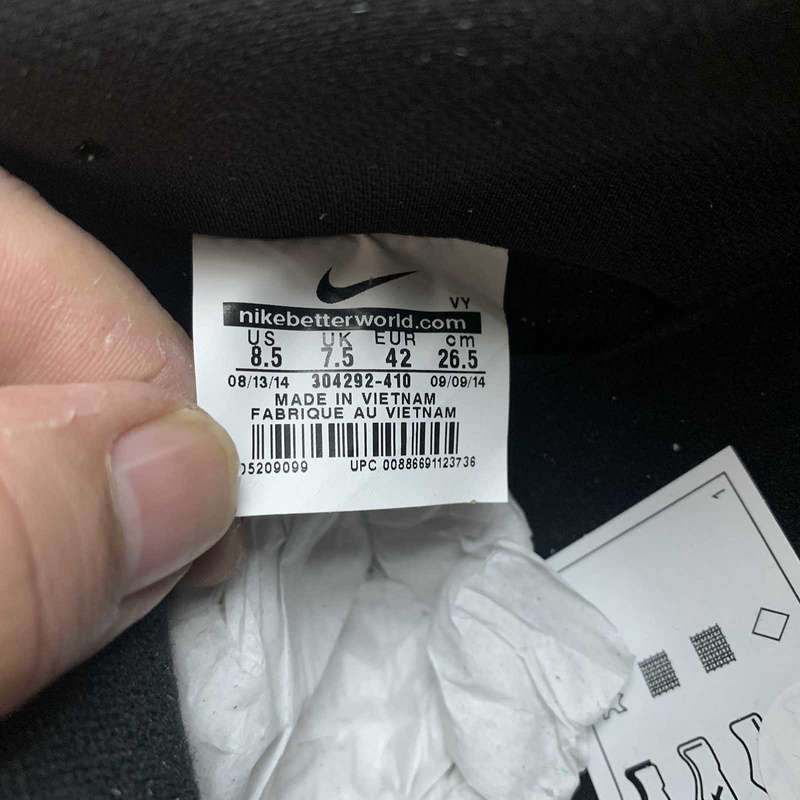 VY
nikebetterworld.com
US UK EUR cm
8.5 7.5 42 26.5
08/13/14 304292-410 09/09/14
MADE IN VIETNAM
FABRIQUE AU VIETNAM
05209099 UPC 00886691123736
1